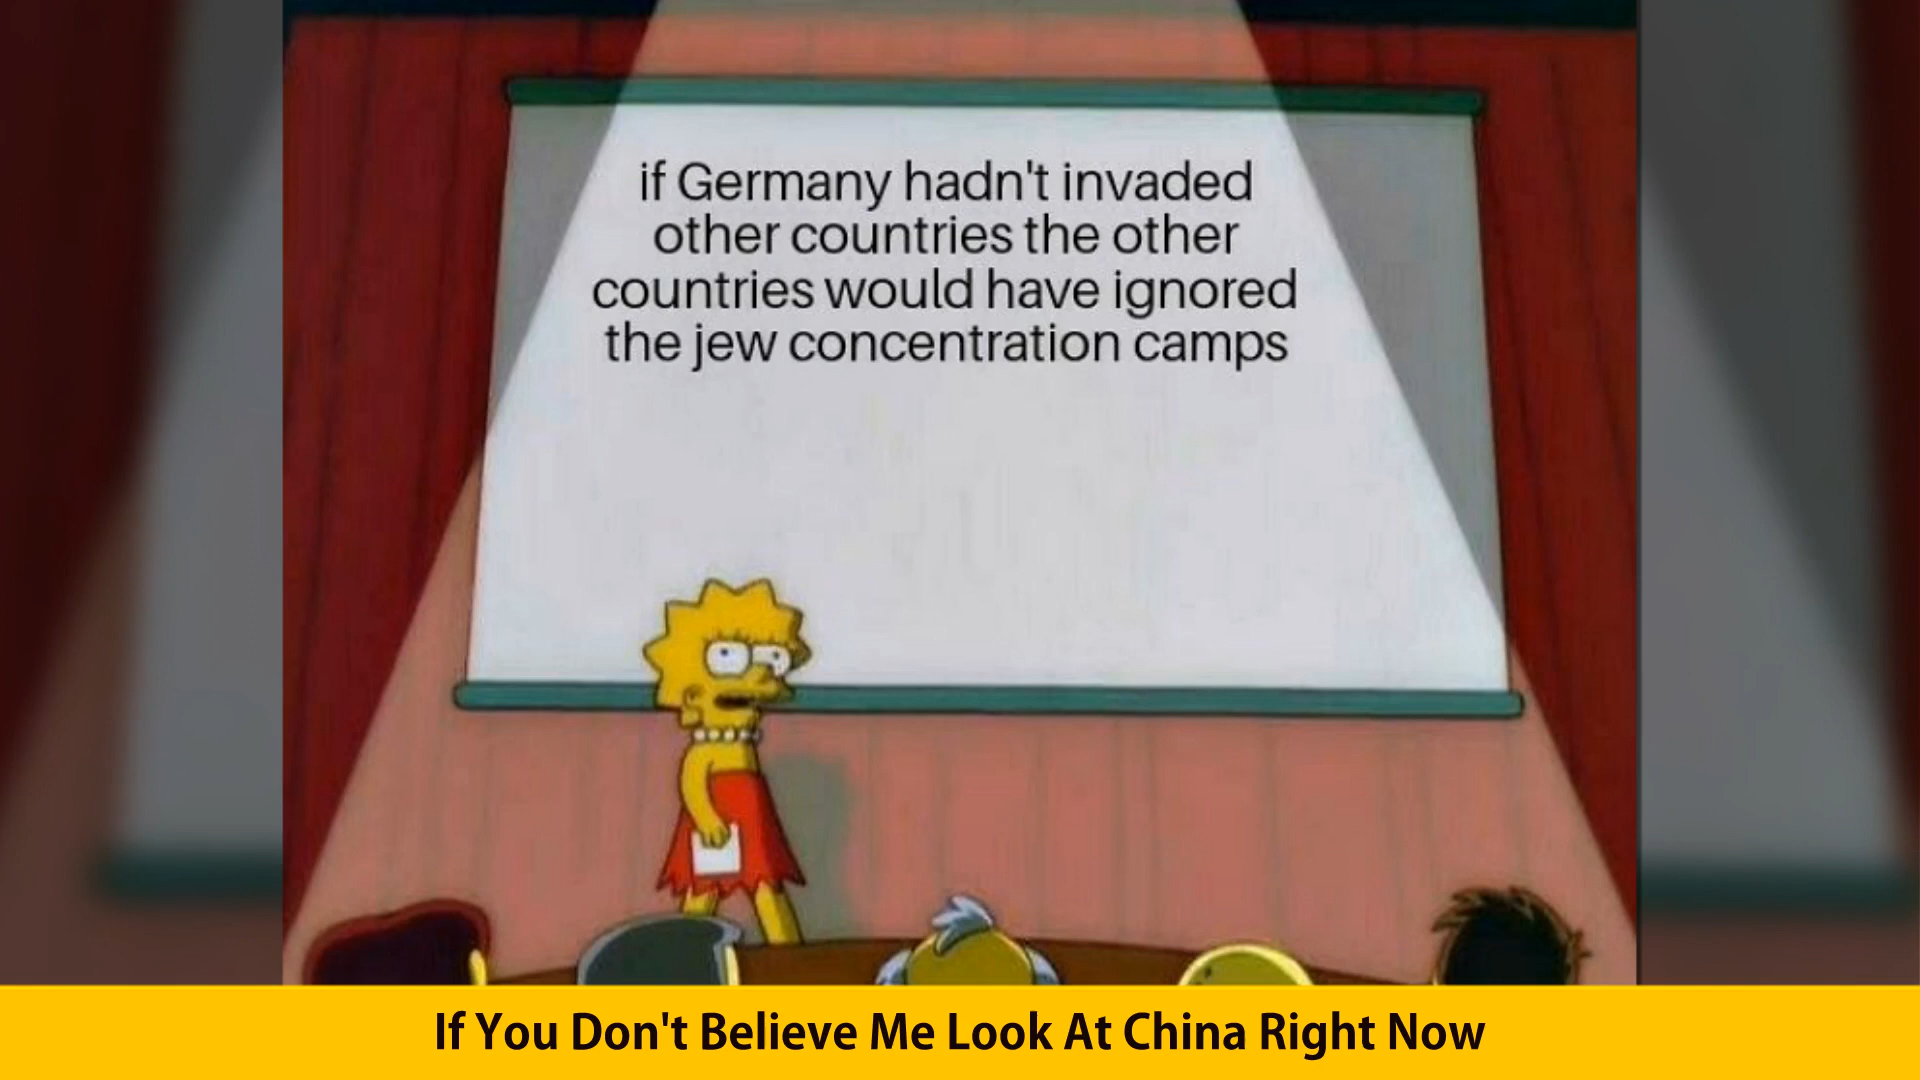 if Germany hadn't invaded
other countries the other
countries would have ignored
the jew concentration camps
If You Don't Believe Me Look At China Right Now